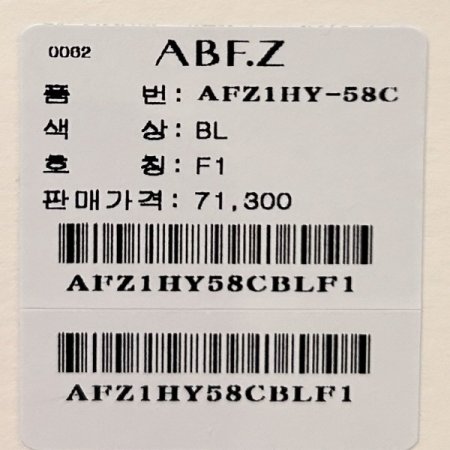 0062 ABF.Z
품 번: AFZ1HY-58C
색 상: BL
호 칭: F1
판매가격: 71,300
AFZ1HY58CBLF1
AFZ1HY58CBLF1